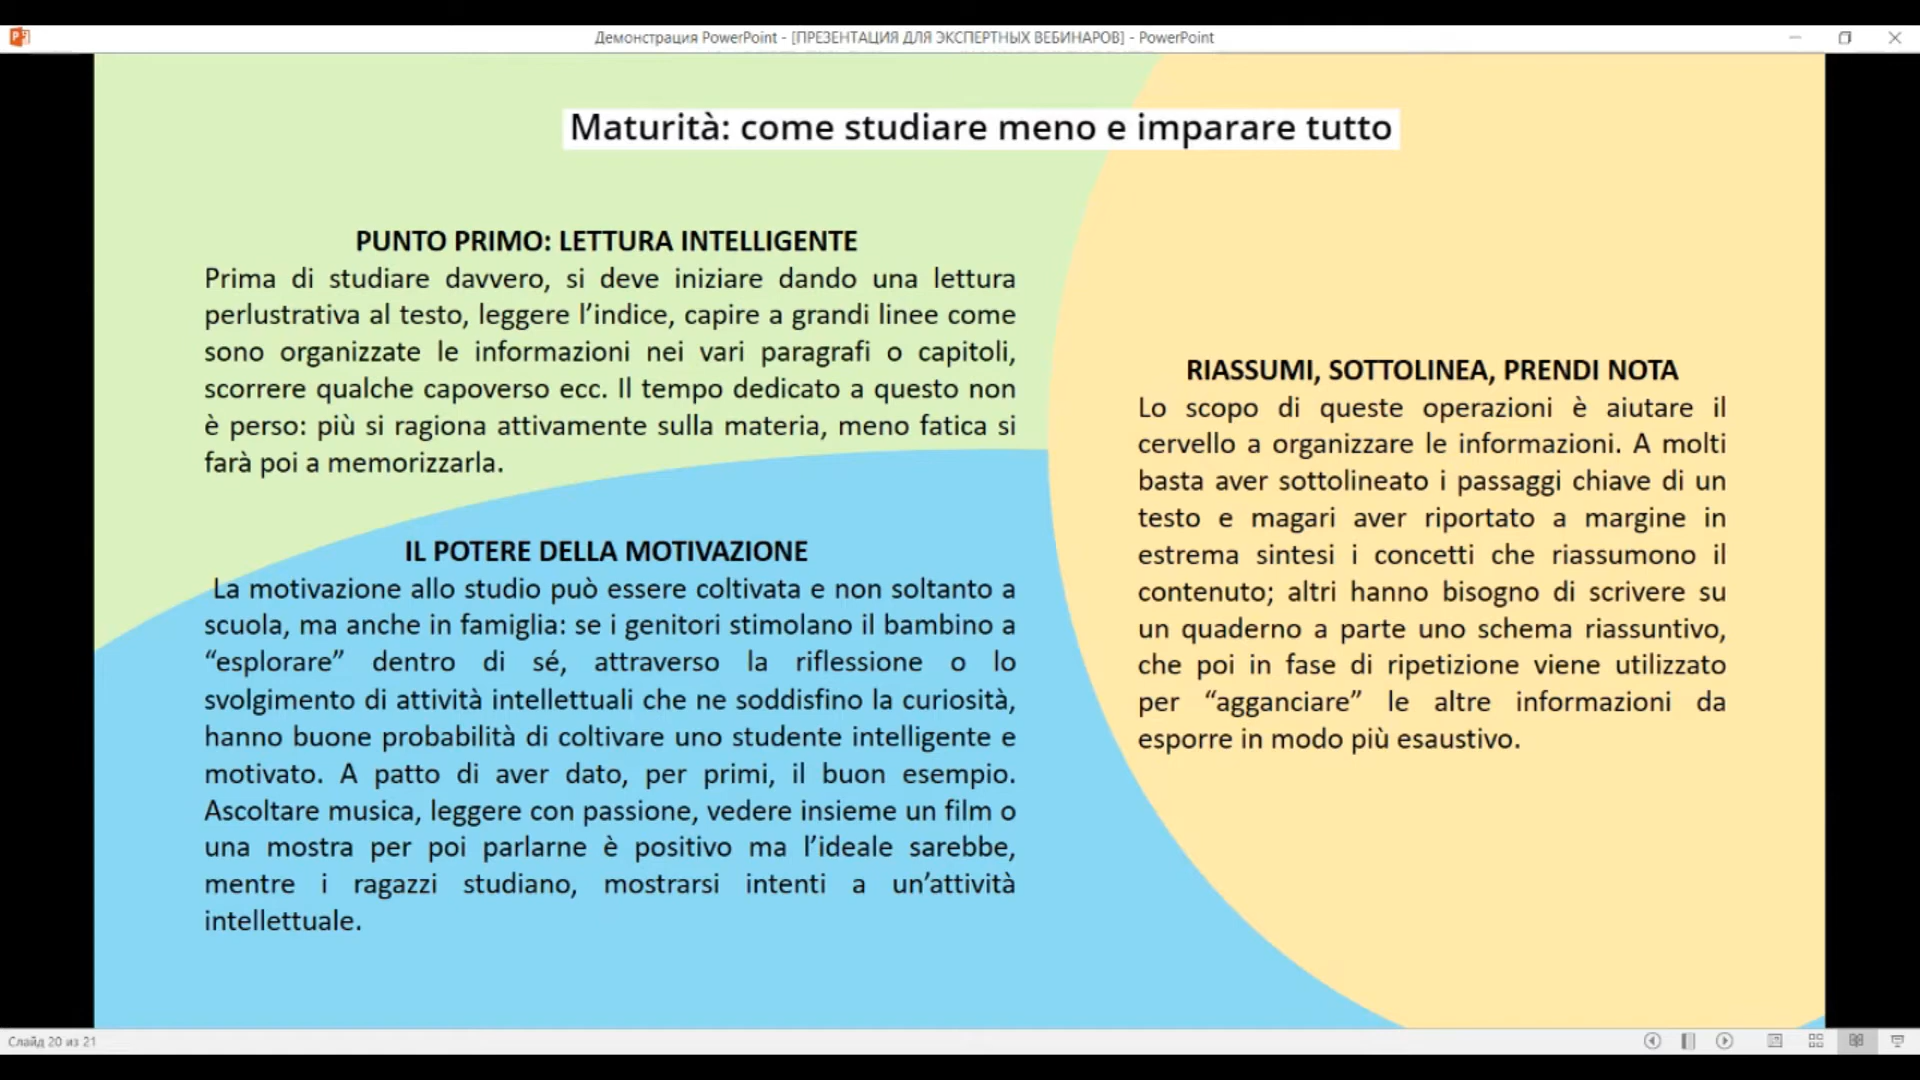 Демонстрация PowerPoint - [ПРЕЗЕНТАЦИЯ ДЛЯ ЭКСПЕРТНЫХ ВЕБИНАРОВ] - PowerPoint
Maturità: come studiare meno e imparare tutto
PUNTO PRIMO: LETTURA INTELLIGENTE
Prima di studiare davvero, si deve iniziare dando una lettura
perlustrativa al testo, leggere l’indice, capire a grandi linee come
sono organizzate le informazioni nei vari paragrafi o capitoli,
scorrere qualche capoverso ecc. Il tempo dedicato a questo non
è perso: più si ragiona attivamente sulla materia, meno fatica si
farà poi a memorizzarla.
IL POTERE DELLA MOTIVAZIONE
La motivazione allo studio può essere coltivata e non soltanto a
scuola, ma anche in famiglia: se i genitori stimolano il bambino a
“esplorare” dentro di sé, attraverso la riflessione o lo
svolgimento di attività intellettuali che ne soddisfino la curiosità,
hanno buone probabilità di coltivare uno studente intelligente e
motivato. A patto di aver dato, per primi, il buon esempio.
Ascoltare musica, leggere con passione, vedere insieme un film o
una mostra per poi parlarne è positivo ma l’ideale sarebbe,
mentre i ragazzi studiano, mostrarsi intenti a un’attività
intellettuale.
RIASSUMI, SOTTOLINEA, PRENDI NOTA
Lo scopo di queste operazioni è aiutare il
cervello a organizzare le informazioni. A molti
basta aver sottolineato i passaggi chiave di un
testo e magari aver riportato a margine in
estrema sintesi i concetti che riassumono il
contenuto; altri hanno bisogno di scrivere su
un quaderno a parte uno schema riassuntivo,
che poi in fase di ripetizione viene utilizzato
per “agganciare” le altre informazioni da
esporre in modo più esaustivo.
Слайд 20 из 21